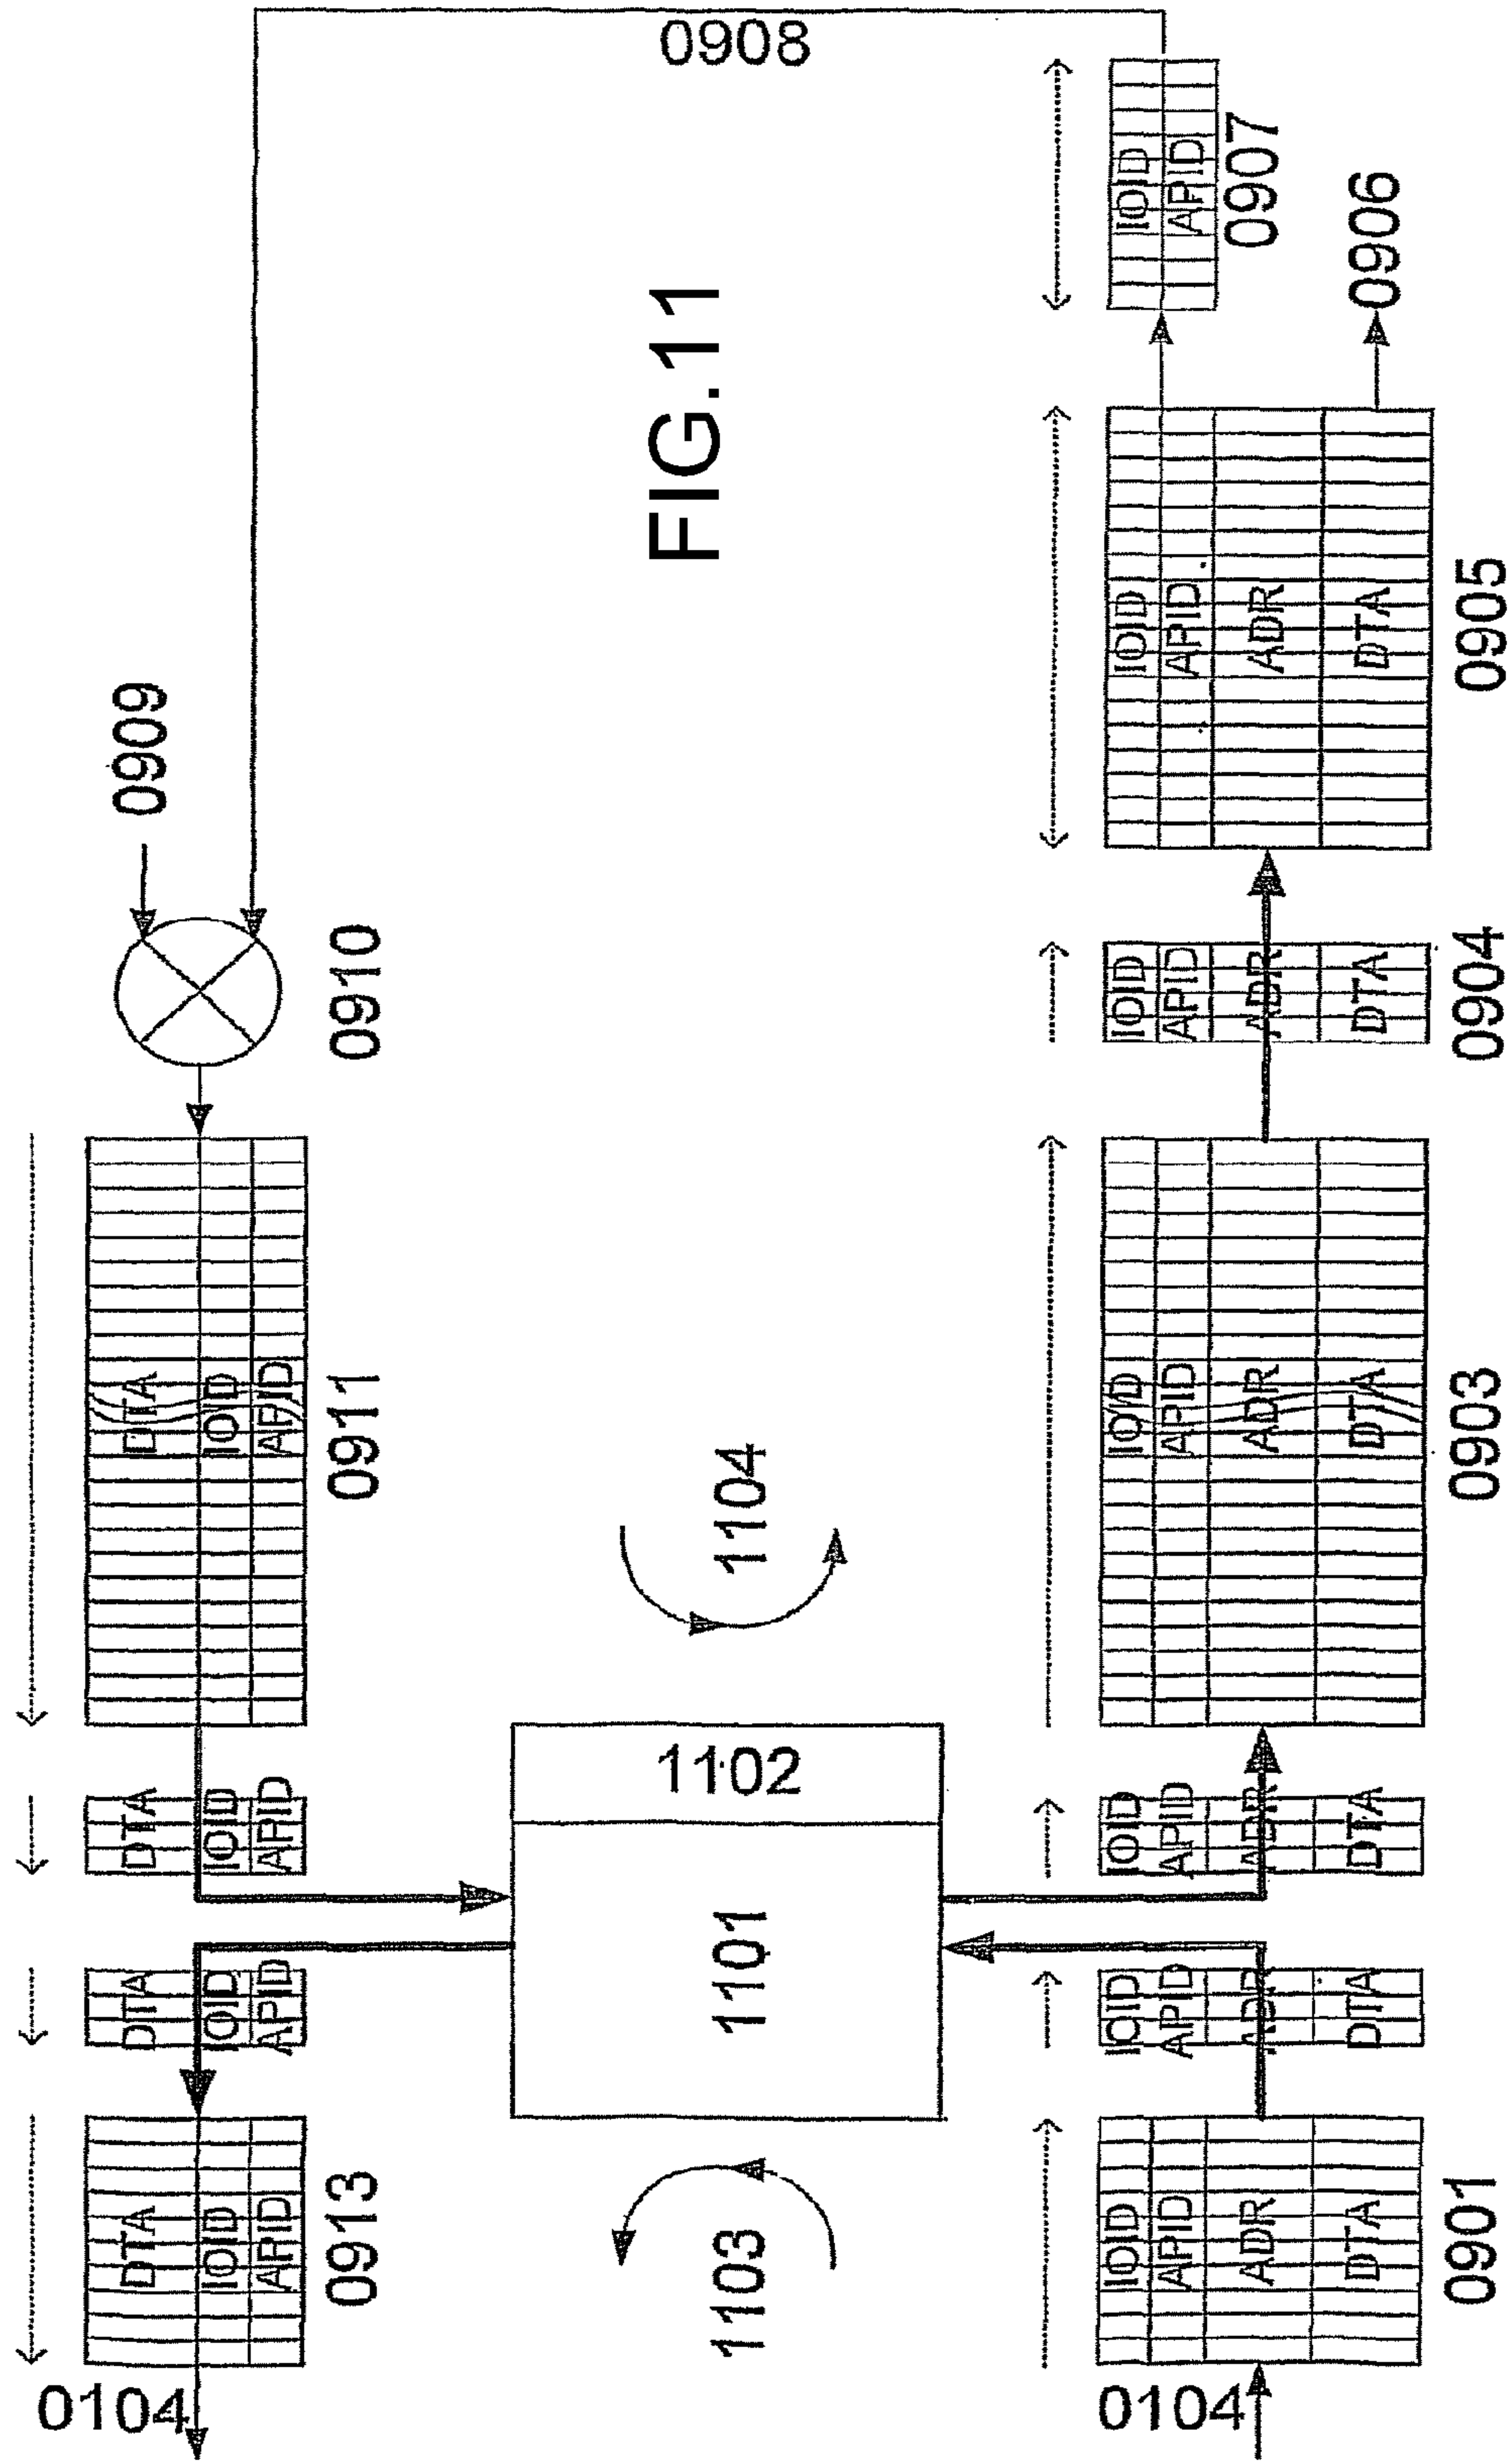 0908
FIG.11
0909
0910
DTA
IOID
APID
0911
DTA
IOID
APID
DTA
IOID
APID
DTA
IOID
APID
0913
0104
1104
1102
1101
1103
IOID
APID
0907
0906
IOID
APID
ADR
DTA
0905
IOID
APID
ADR
DTA
0904
IOID
APID
ADR
DTA
0903
IOID
APID
ADR
DTA
IOID
APID
ADR
DTA
IOID
APID
ADR
DTA
0901
0104